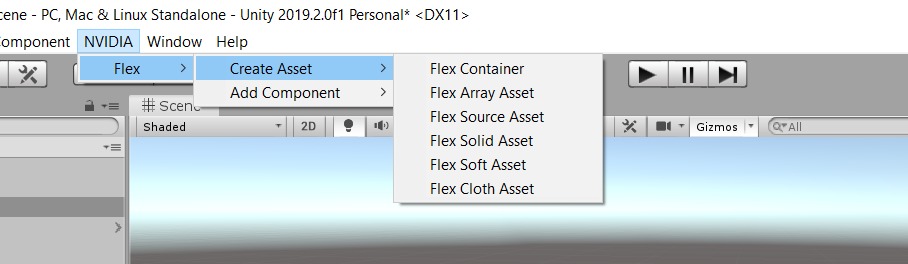 cene - PC, Mac & Linux Standalone - Unity 2019.2.0f1 Personal* <DX11>
omponent NVIDIA Window Help
Flex
Create Asset
Add Component
Flex Container
Flex Array Asset
Flex Source Asset
Flex Solid Asset
Flex Soft Asset
Flex Cloth Asset
# Scene
Shaded 2D Gizmos All